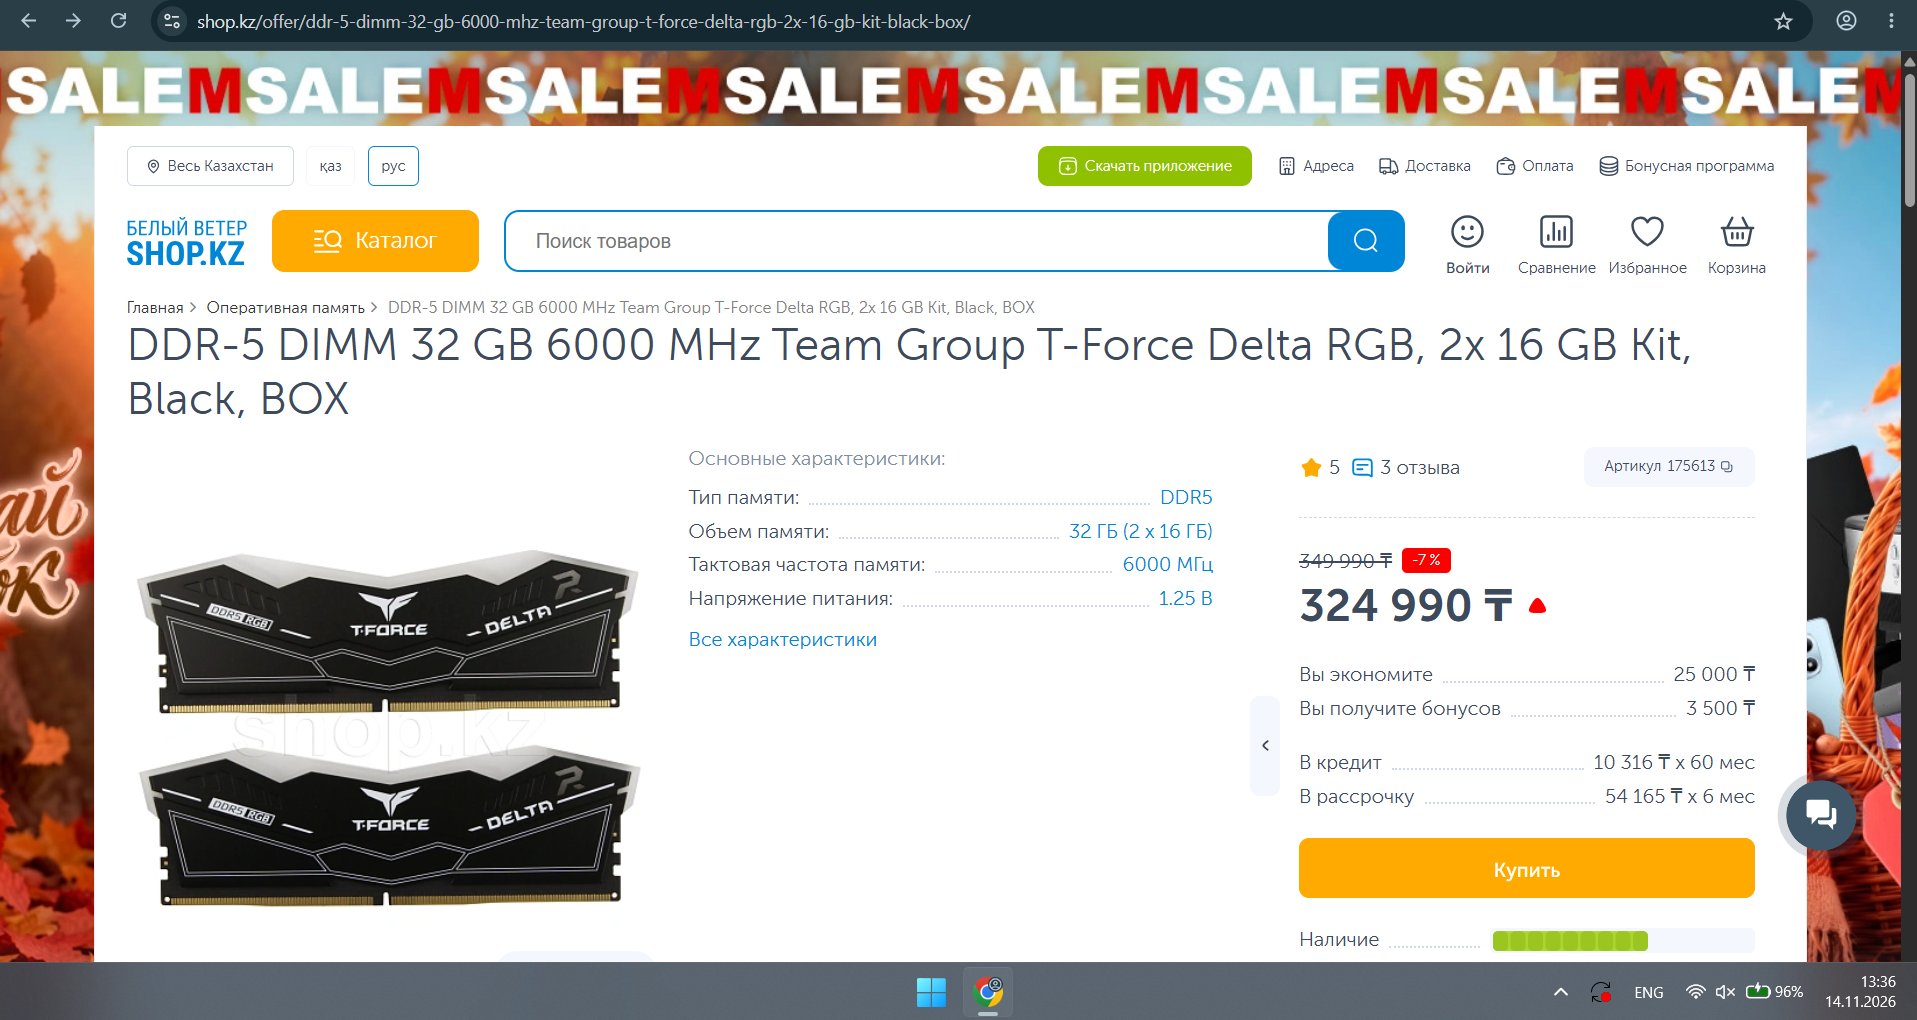 shop.kz/offer/ddr-5-dimm-32-gb-6000-mhz-team-group-t-force-delta-rgb-2x-16-gb-kit-black-box/
SALEMSALEMSALEMSALEMSALEMSALEMSALEMSALEM
Весь Казахстан қаз рус Скачать приложение Адреса Доставка Оплата Бонусная программа
БЕЛЫЙ ВЕТЕР
SHOP.KZ
Каталог
Поиск товаров
Войти Сравнение Избранное Корзина
Главная > Оперативная память > DDR-5 DIMM 32 GB 6000 MHz Team Group T-Force Delta RGB, 2x 16 GB Kit, Black, BOX
DDR-5 DIMM 32 GB 6000 MHz Team Group T-Force Delta RGB, 2x 16 GB Kit,
Black, BOX
Основные характеристики:
Тип памяти: DDR5
Объем памяти: 32 ГБ (2 x 16 ГБ)
Тактовая частота памяти: 6000 МГц
Напряжение питания: 1.25 В
Все характеристики
DDR5 RGB T-FORCE DELTA
shop.kz
DDR5 RGB T-FORCE DELTA
5 3 отзыва
Артикул 175613
349 990 ₸ -7 %
324 990 ₸
Вы экономите 25 000 ₸
Вы получите бонусов 3 500 ₸
В кредит 10 316 ₸ x 60 мес
В рассрочку 54 165 ₸ x 6 мес
Купить
Наличие
ENG 96% 13:36
14.11.2026